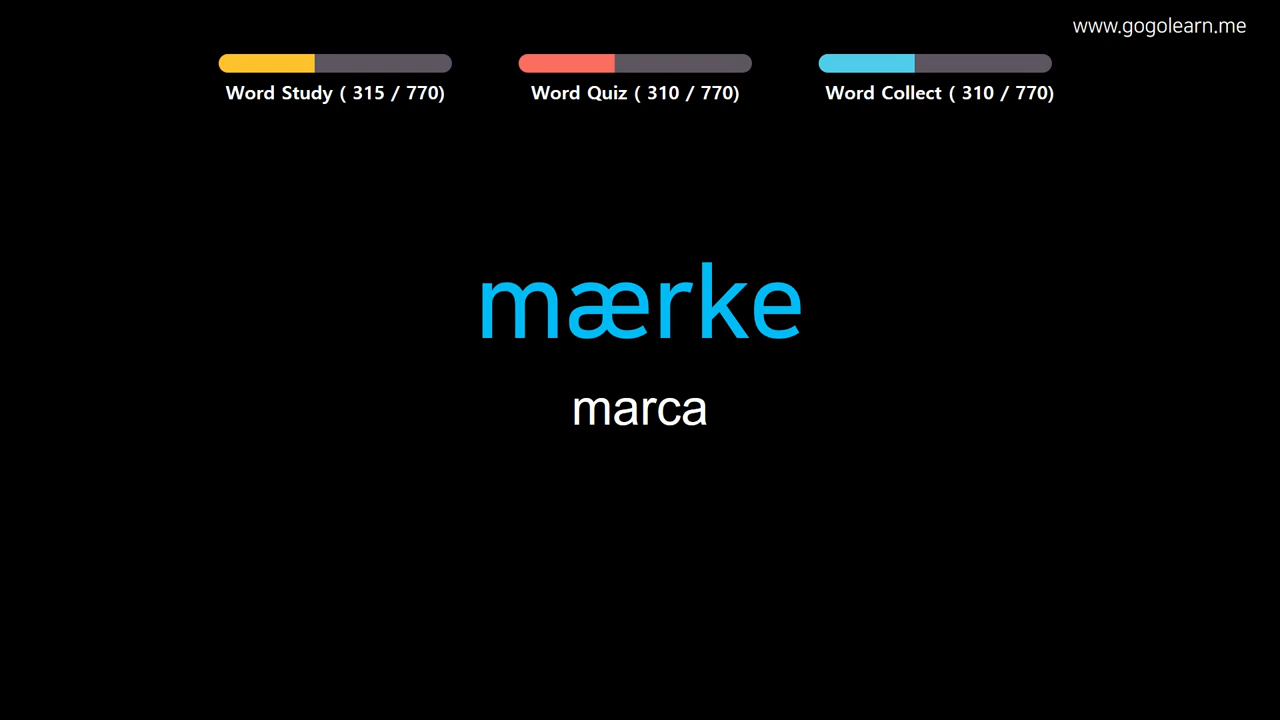 www.gogolearn.me
Word Study ( 315 / 770)
Word Quiz ( 310 / 770)
Word Collect ( 310 / 770)
mærke
marca